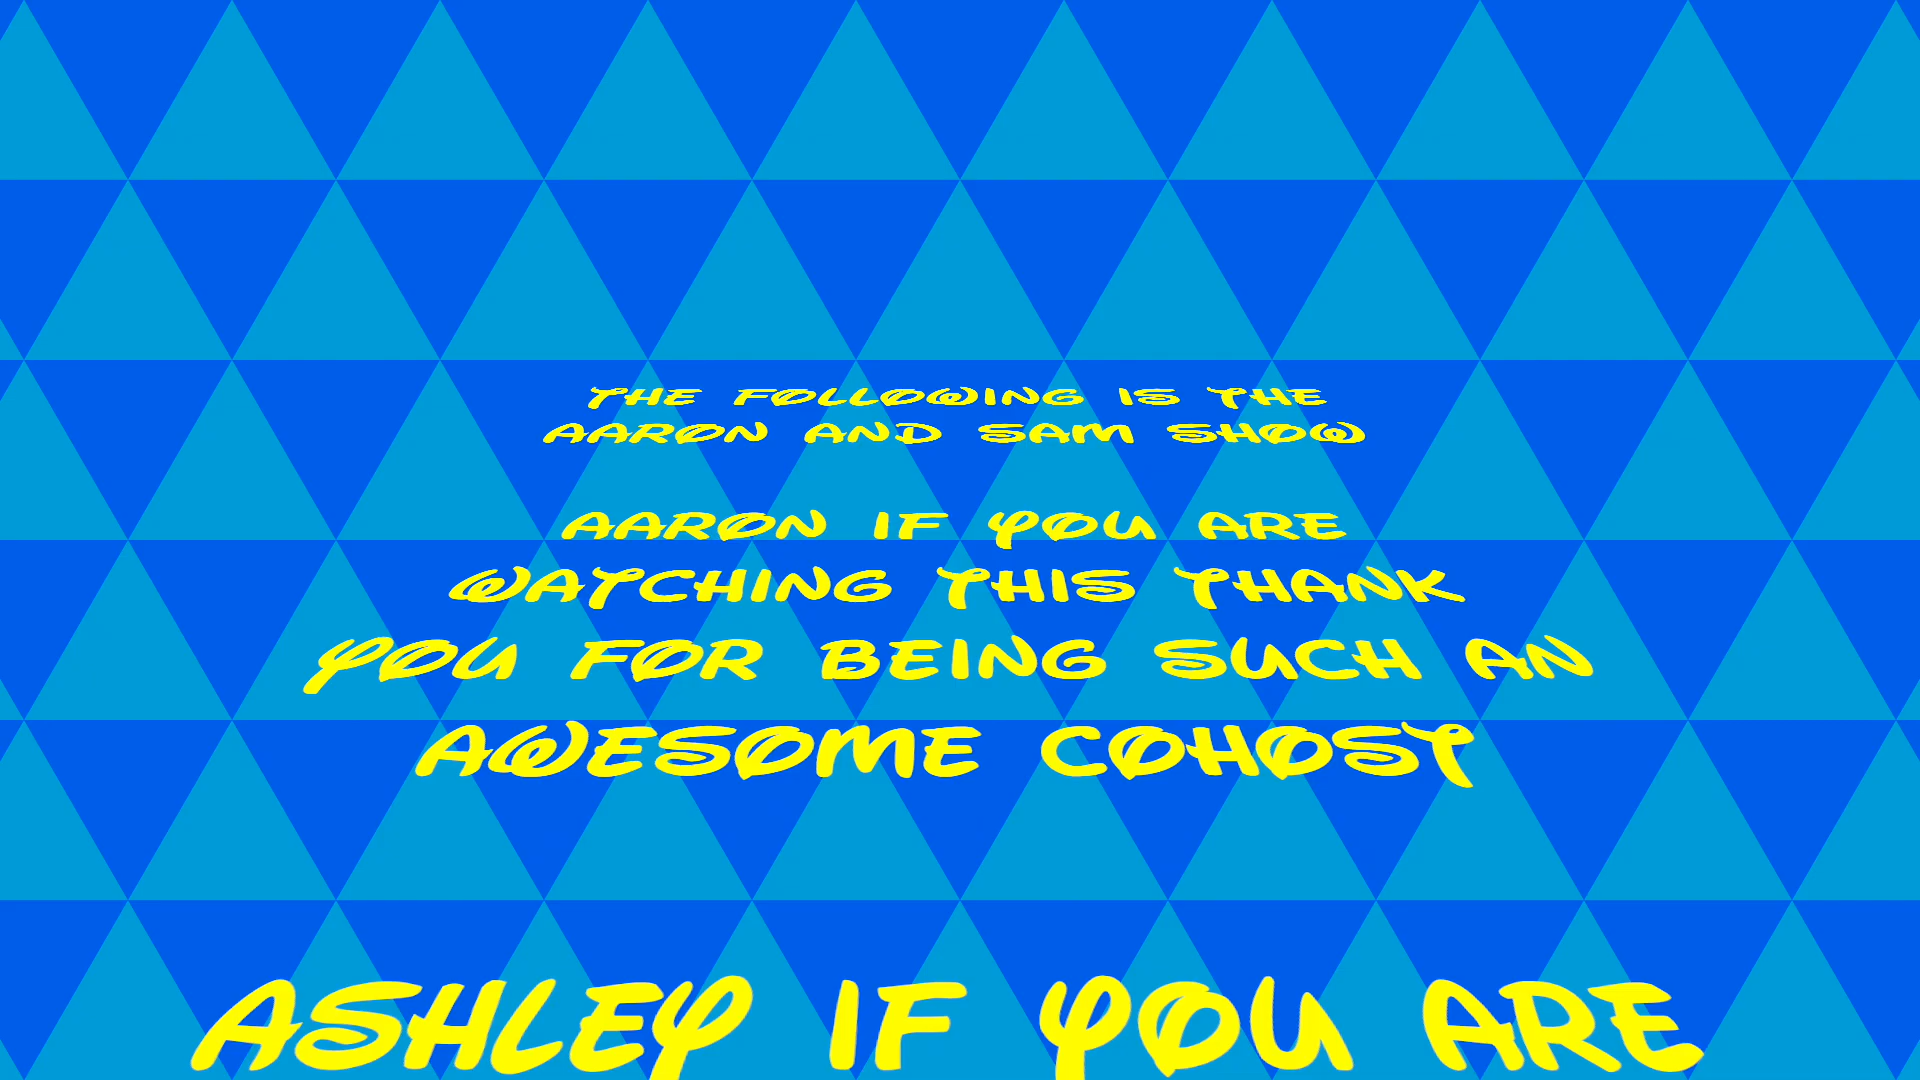 THE FOLLOWING IS THE
AARON AND SAM SHOW
AARON IF YOU ARE
WATCHING THIS THANK
YOU FOR BEING SUCH AN
AWESOME COHOST
ASHLEY IF YOU ARE